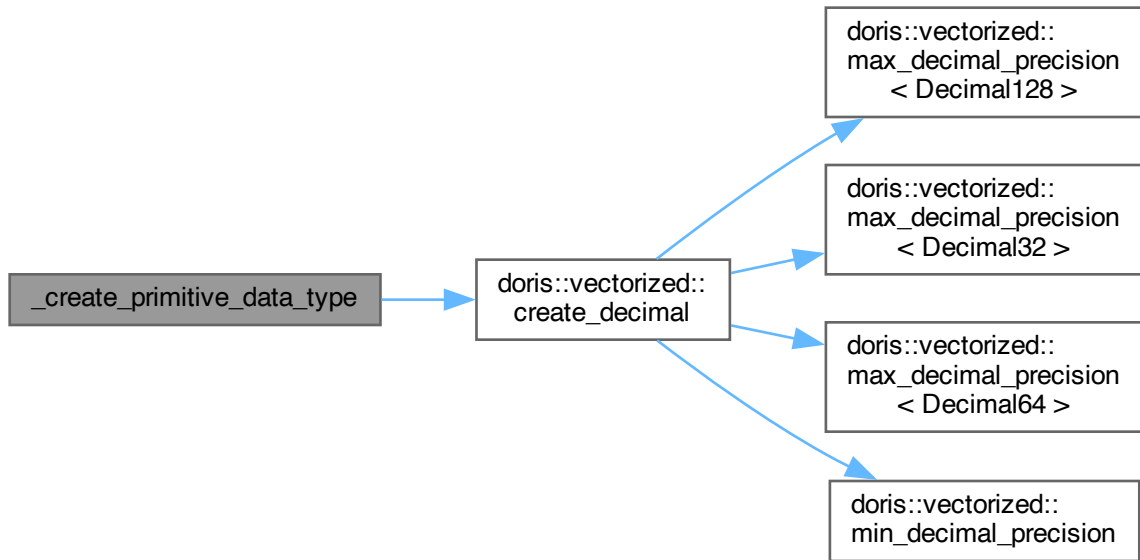 doris::vectorized::
max_decimal_precision
< Decimal128 >
doris::vectorized::
max_decimal_precision
< Decimal32 >
_create_primitive_data_type
doris::vectorized::
create_decimal
doris::vectorized::
max_decimal_precision
< Decimal64 >
doris::vectorized::
min_decimal_precision